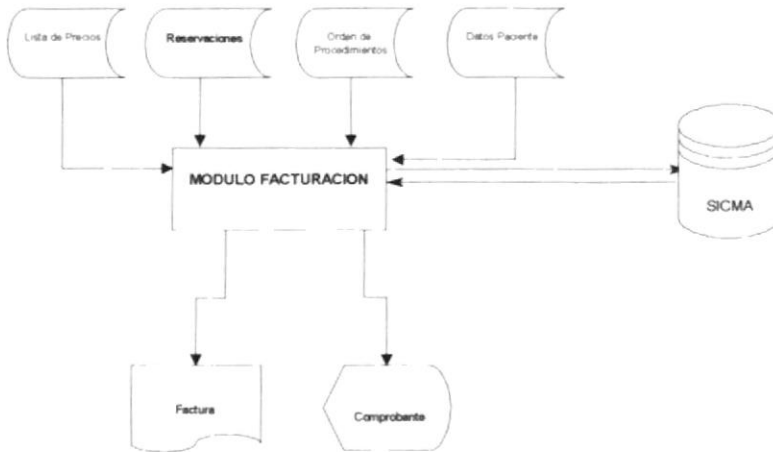 Lista de Precios
Reservaciones
Orden de
Procedimientos
Datos Paciente
MODULO FACTURACION
SICMA
Factura
Comprobante